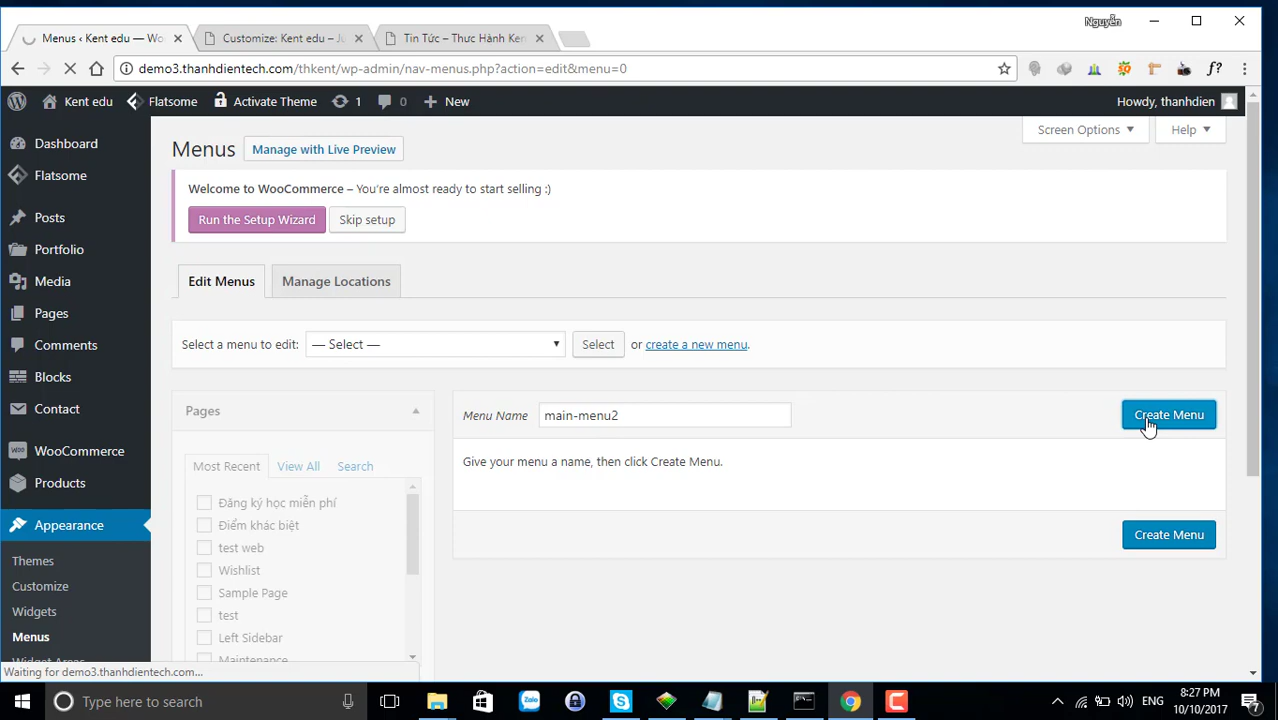 Nguyễn
Menus ‹ Kent edu — Wo
Customize: Kent edu – Ju
Tin Tức – Thực Hành Ken
demo3.thanhdientech.com/thkent/wp-admin/nav-menus.php?action=edit&menu=0
Kent edu
Flatsome
Activate Theme
1
0
New
Howdy, thanhdien
Screen Options
Help
Dashboard
Flatsome
Posts
Portfolio
Media
Pages
Comments
Blocks
Contact
WooCommerce
Products
Appearance
Themes
Customize
Widgets
Menus
Widget Areas
Menus
Manage with Live Preview
Welcome to WooCommerce – You're almost ready to start selling :)
Run the Setup Wizard
Skip setup
Edit Menus
Manage Locations
Select a menu to edit:
— Select —
Select
or create a new menu.
Pages
Most Recent
View All
Search
Đăng ký học miễn phí
Điểm khác biệt
test web
Wishlist
Sample Page
test
Left Sidebar
Maintenance
Menu Name
main-menu2
Create Menu
Give your menu a name, then click Create Menu.
Create Menu
Waiting for demo3.thanhdientech.com...
Type here to search
Zalo
ENG
8:27 PM
10/10/2017
7